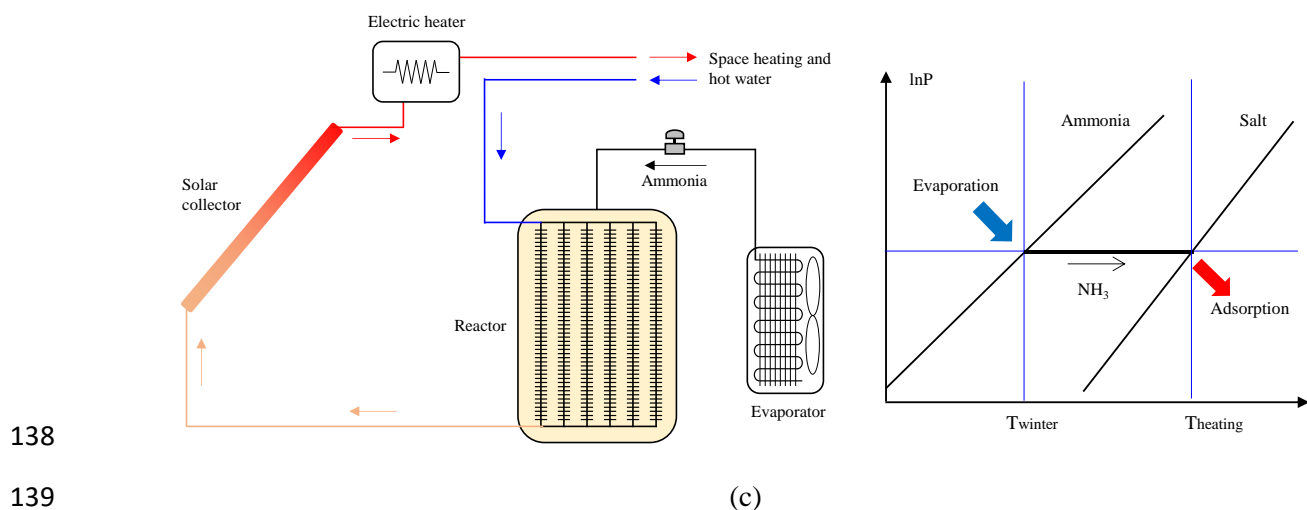 Electric heater
Space heating and
hot water
Solar
collector
Ammonia
Reactor
Evaporator
lnP
Ammonia
Salt
Evaporation
NH₃
Adsorption
Twinter
Theating
138
139
(c)